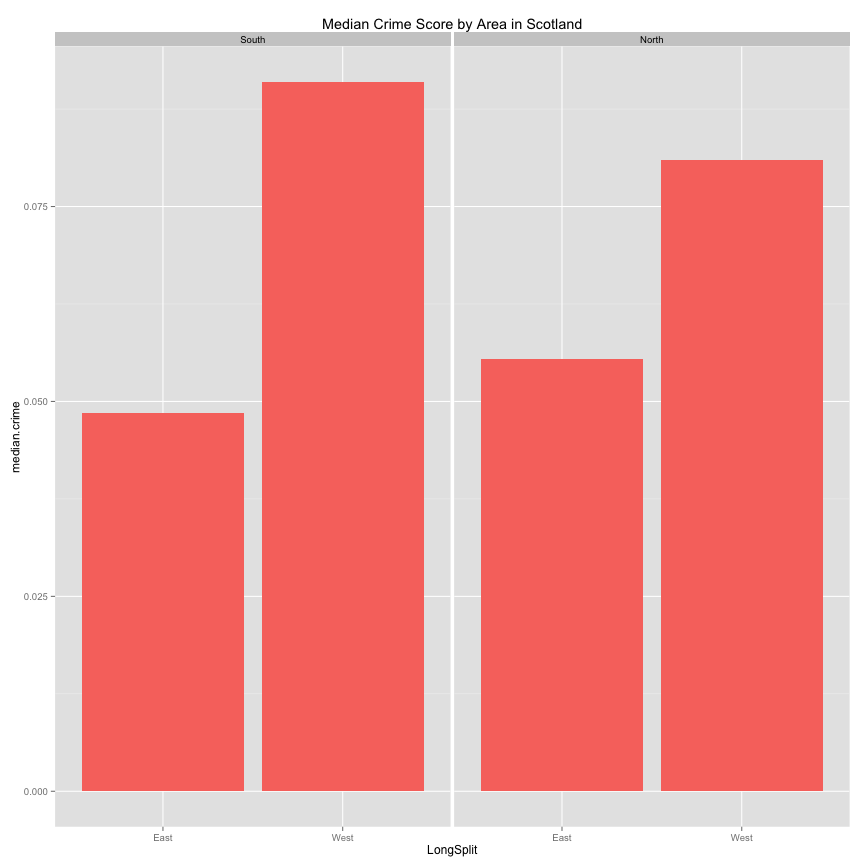 Median Crime Score by Area in Scotland
South North
0.075
0.050
median.crime
0.025
0.000
East West East West
LongSplit